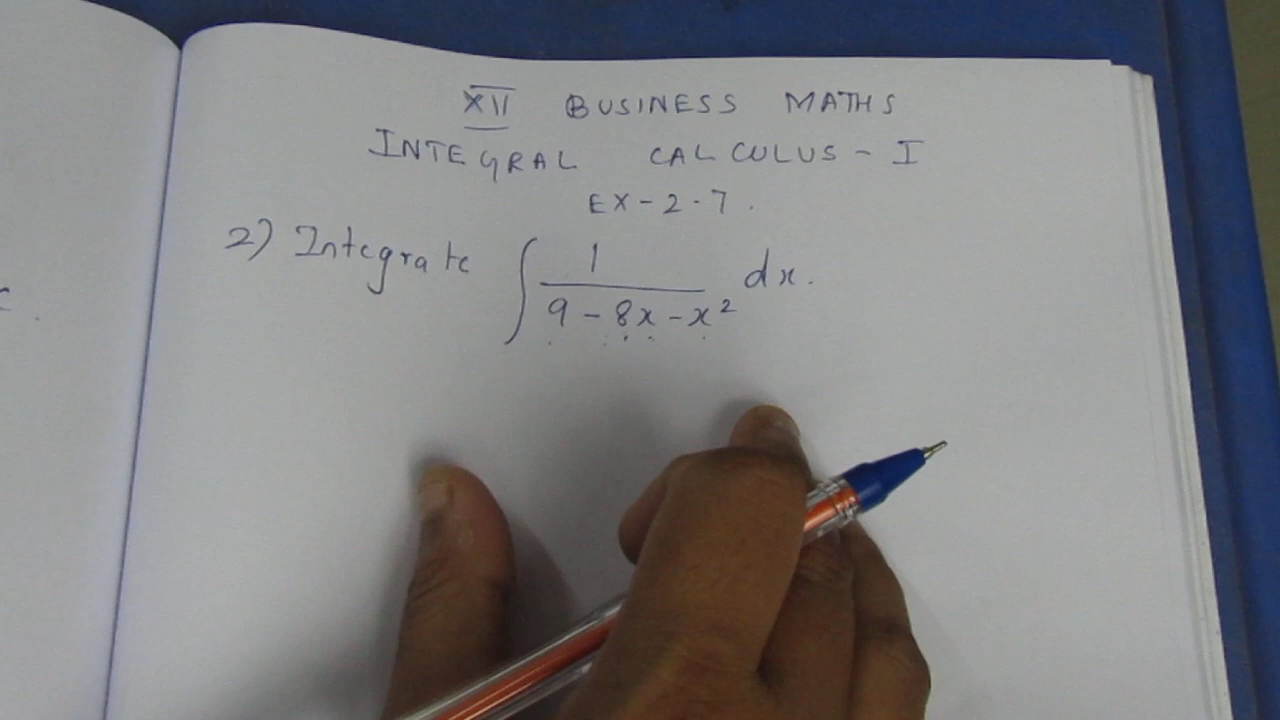 XII BUSINESS MATHS
INTEGRAL CALCULUS - I
EX-2.7.
2) Integrate ∫ 1/(9 - 8x - x²) dx.